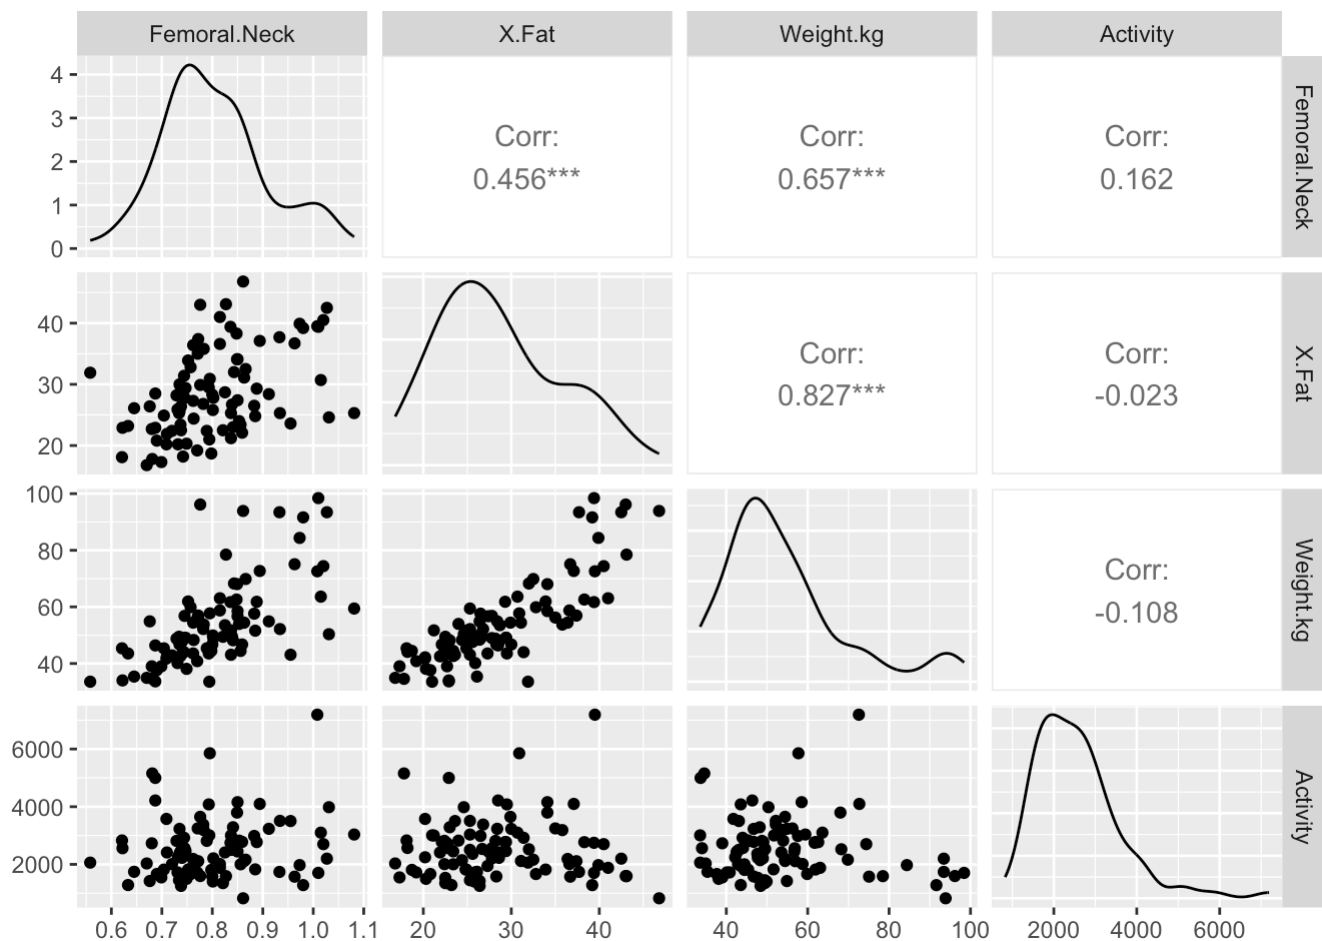 Femoral.Neck
X.Fat
Weight.kg
Activity
4
3
2
1
0
Corr:
0.456***
Corr:
0.657***
Corr:
0.162
Femoral.Neck
40
30
20
Corr:
0.827***
Corr:
-0.023
X.Fat
100
80
60
40
Corr:
-0.108
Weight.kg
6000
4000
2000
Activity
0.6 0.7 0.8 0.9 1.0 1.1
20 30 40
40 60 80 100
2000 4000 6000